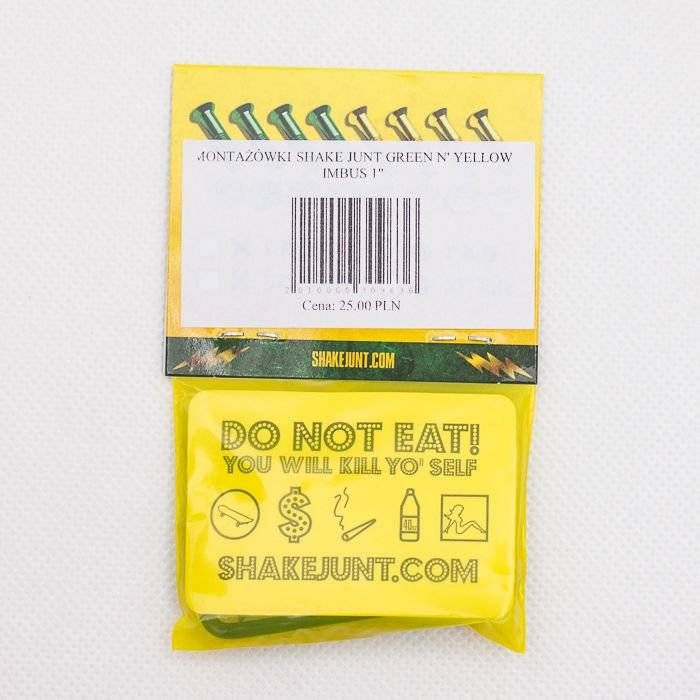 MONTAŻÓWKI SHAKE JUNT GREEN N' YELLOW
IMBUS 1"
Cena: 25.00 PLN
SHAKEJUNT.COM
DO NOT EAT!
YOU WILL KILL YO' SELF
$
40oz
SHAKEJUNT.COM